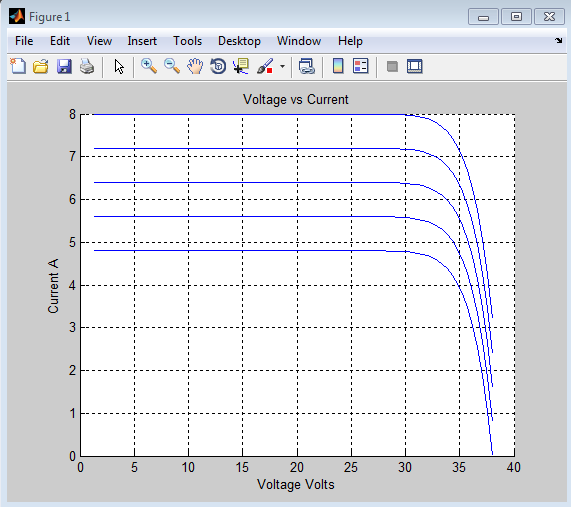 Figure 1
File Edit View Insert Tools Desktop Window Help
Voltage vs Current
8
7
6
5
4
3
2
1
0
Current A
0 5 10 15 20 25 30 35 40
Voltage Volts